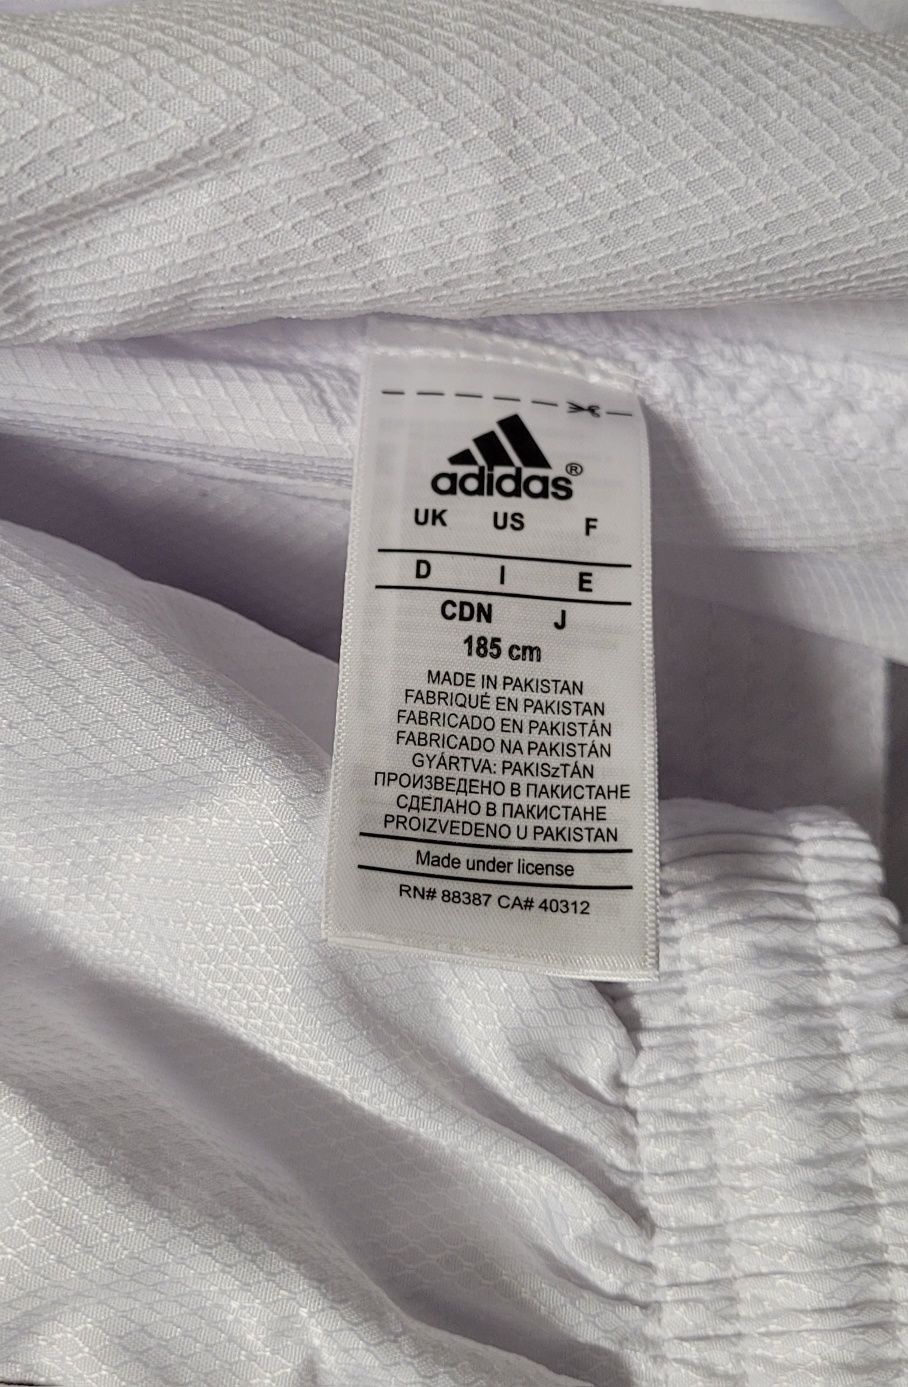 adidas®
UK US F
D I E
CDN J
185 cm
MADE IN PAKISTAN
FABRIQUÉ EN PAKISTAN
FABRICADO EN PAKISTÁN
FABRICADO NA PAKISTÁN
GYÁRTVA: PAKISzTÁN
ПРОИЗВЕДЕНО В ПАКИСТАНЕ
СДЕЛАНО В ПАКИСТАНЕ
PROIZVEDENO U PAKISTAN
Made under license
RN# 88387 CA# 40312